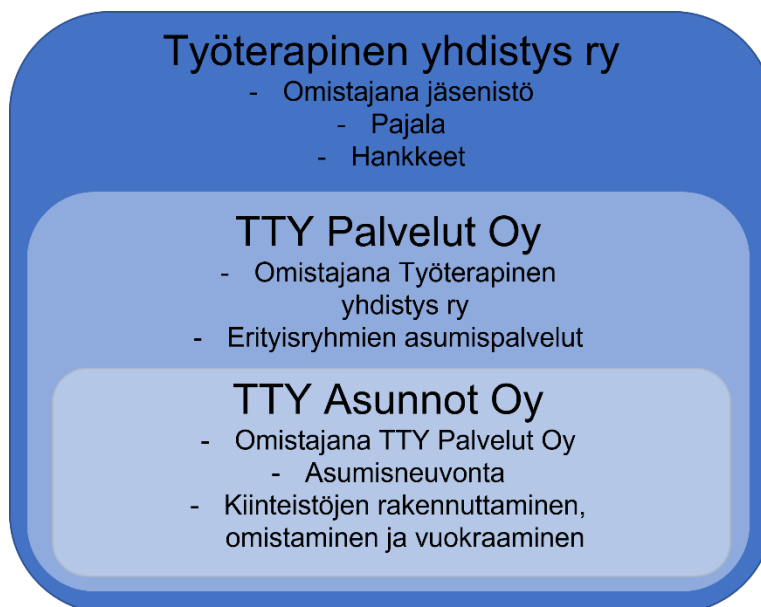 Työterapinen yhdistys ry
- Omistajana jäsenistö
- Pajala
- Hankkeet
TTY Palvelut Oy
- Omistajana Työterapinen
yhdistys ry
- Erityisryhmien asumispalvelut
TTY Asunnot Oy
- Omistajana TTY Palvelut Oy
- Asumisneuvonta
- Kiinteistöjen rakennuttaminen,
omistaminen ja vuokraaminen